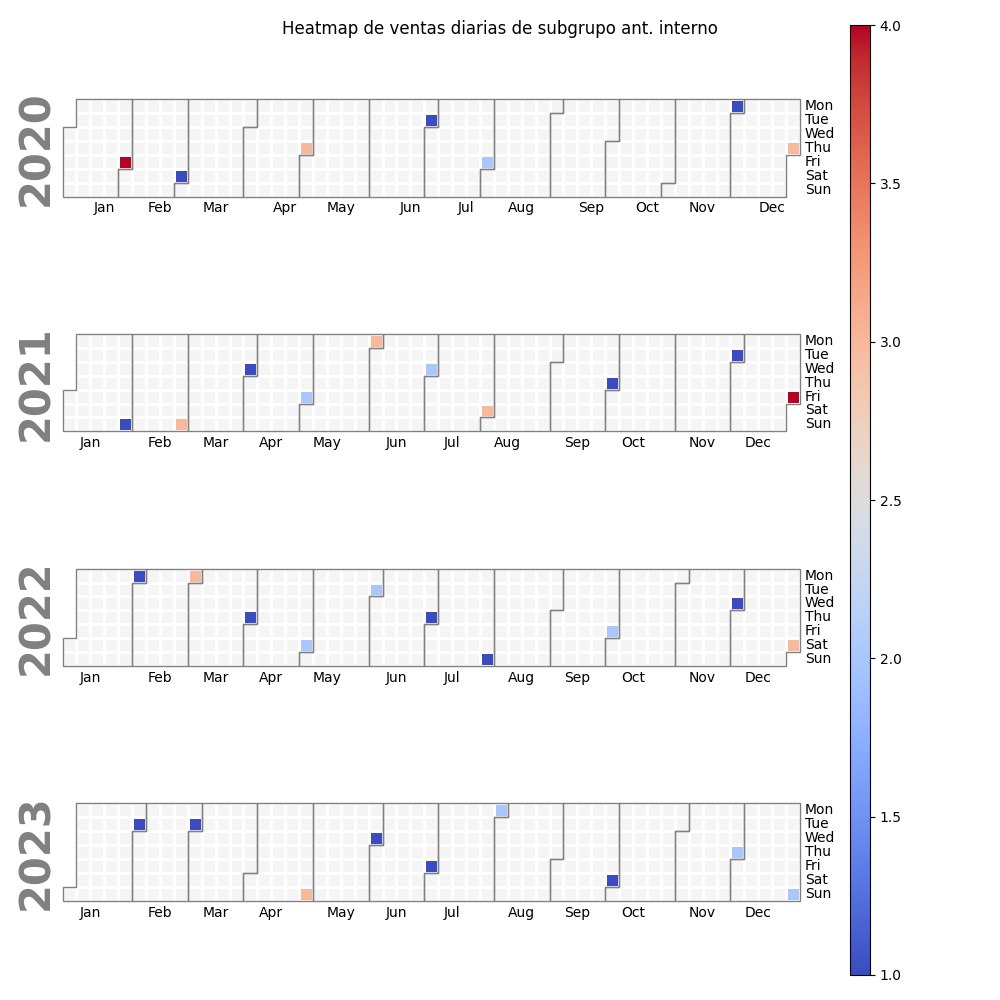 Heatmap de ventas diarias de subgrupo ant. interno
2020
Mon
Tue
Wed
Thu
Fri
Sat
Sun
Jan Feb Mar Apr May Jun Jul Aug Sep Oct Nov Dec
2021
Mon
Tue
Wed
Thu
Fri
Sat
Sun
Jan Feb Mar Apr May Jun Jul Aug Sep Oct Nov Dec
2022
Mon
Tue
Wed
Thu
Fri
Sat
Sun
Jan Feb Mar Apr May Jun Jul Aug Sep Oct Nov Dec
2023
Mon
Tue
Wed
Thu
Fri
Sat
Sun
Jan Feb Mar Apr May Jun Jul Aug Sep Oct Nov Dec
4.0
3.5
3.0
2.5
2.0
1.5
1.0